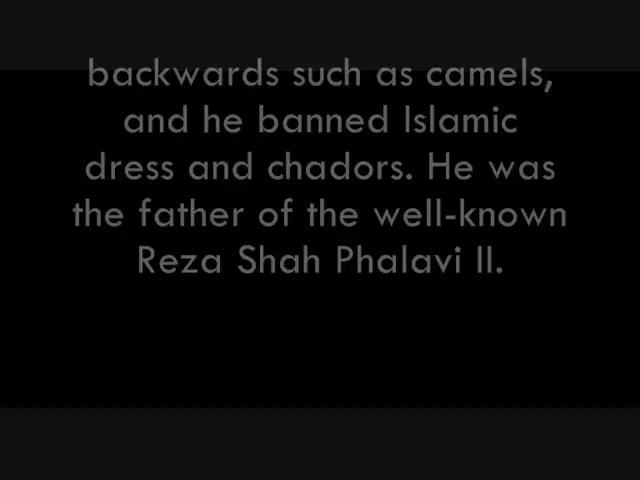 backwards such as camels,
and he banned Islamic
dress and chadors. He was
the father of the well-known
Reza Shah Phalavi II.